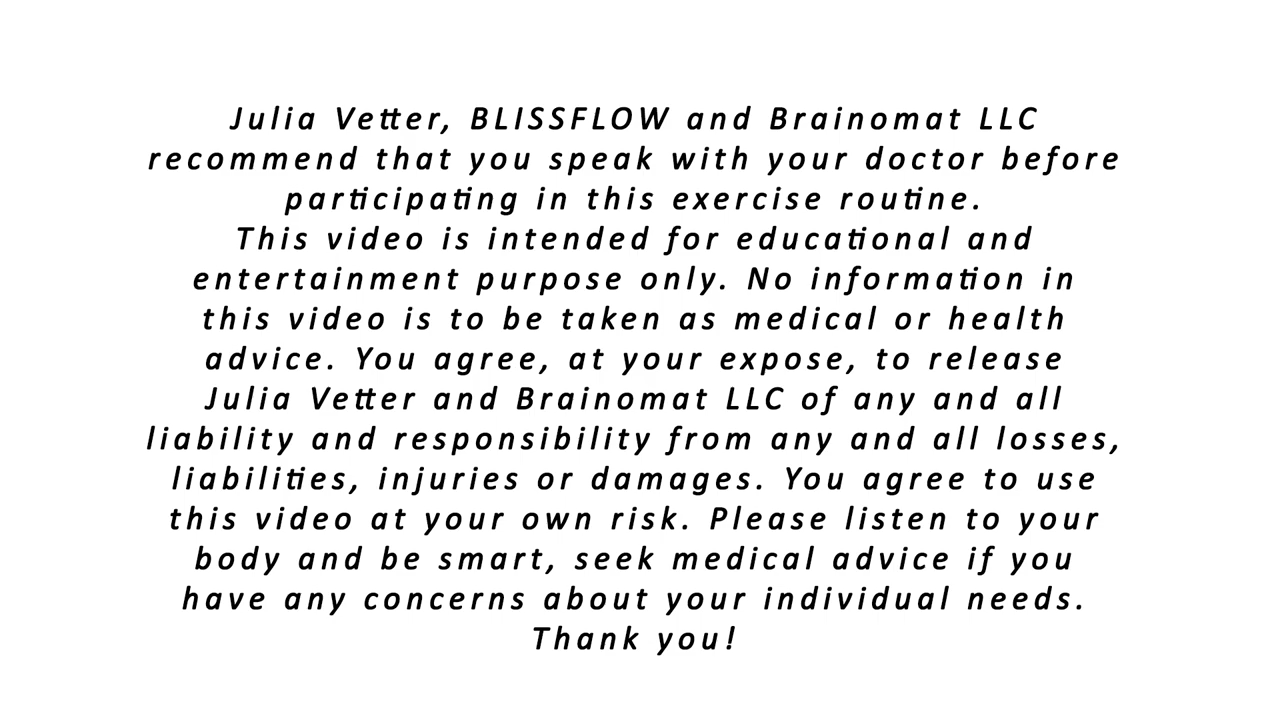 Julia Vetter, BLISSFLOW and Brainomat LLC
recommend that you speak with your doctor before
participating in this exercise routine.
This video is intended for educational and
entertainment purpose only. No information in
this video is to be taken as medical or health
advice. You agree, at your expose, to release
Julia Vetter and Brainomat LLC of any and all
liability and responsibility from any and all losses,
liabilities, injuries or damages. You agree to use
this video at your own risk. Please listen to your
body and be smart, seek medical advice if you
have any concerns about your individual needs.
Thank you!